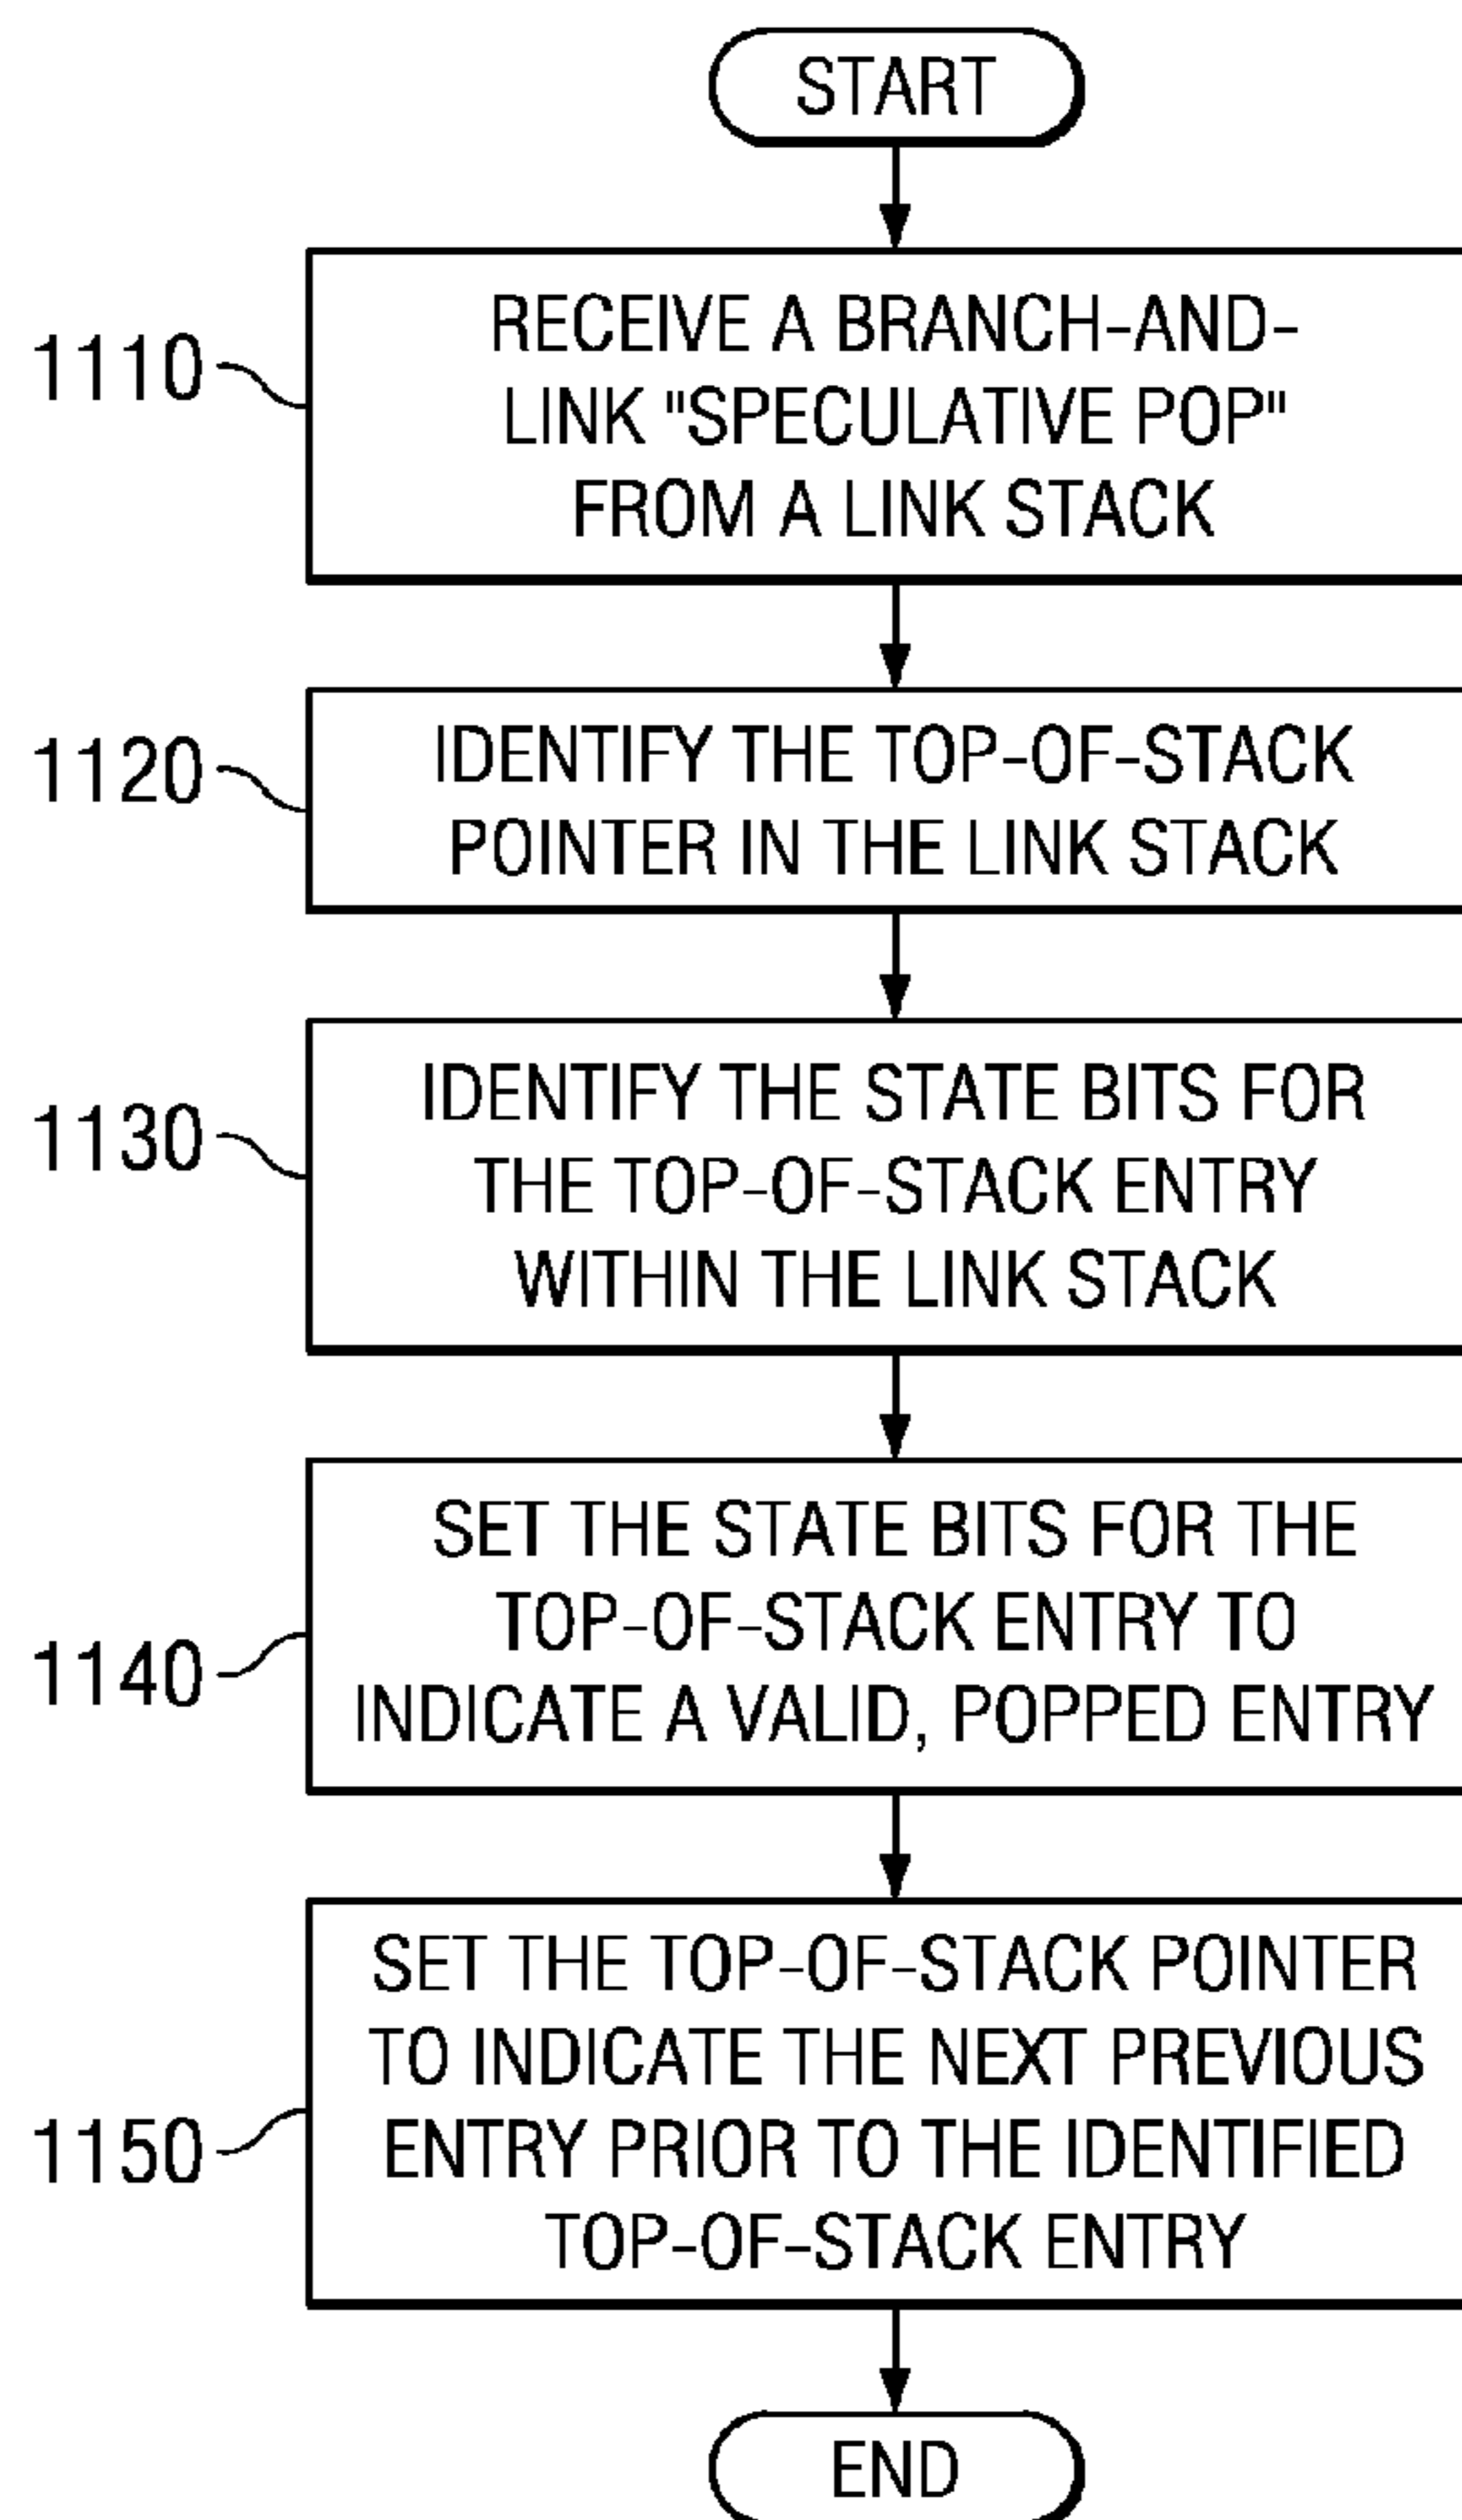 START
1110
RECEIVE A BRANCH-AND-
LINK "SPECULATIVE POP"
FROM A LINK STACK
1120
IDENTIFY THE TOP-OF-STACK
POINTER IN THE LINK STACK
1130
IDENTIFY THE STATE BITS FOR
THE TOP-OF-STACK ENTRY
WITHIN THE LINK STACK
1140
SET THE STATE BITS FOR THE
TOP-OF-STACK ENTRY TO
INDICATE A VALID, POPPED ENTRY
1150
SET THE TOP-OF-STACK POINTER
TO INDICATE THE NEXT PREVIOUS
ENTRY PRIOR TO THE IDENTIFIED
TOP-OF-STACK ENTRY
END